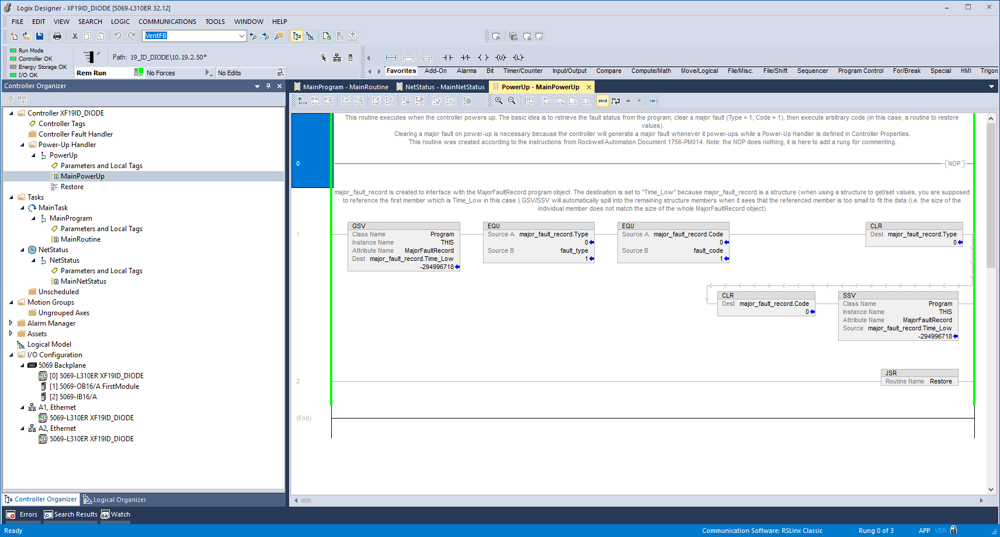 Logix Designer - XF19ID_DIODE [5069-L310ER 32.12]
FILE EDIT VIEW SEARCH LOGIC COMMUNICATIONS TOOLS WINDOW HELP
VentFB
Run Mode
Controller OK
Energy Storage OK
I/O OK
Path: 19_ID_DIODE\10.19.2.50*
Rem Run
No Forces
No Edits
Favorites Add-On Alarms Bit Timer/Counter Input/Output Compare Compute/Math Move/Logical File/Misc. File/Shift Sequencer Program Control For/Break Special HMI Trigon
Controller Organizer
Controller XF19ID_DIODE
Controller Tags
Controller Fault Handler
Power-Up Handler
PowerUp
Parameters and Local Tags
MainPowerUp
Restore
Tasks
MainTask
MainProgram
Parameters and Local Tags
MainRoutine
NetStatus
NetStatus
Parameters and Local Tags
MainNetStatus
Unscheduled
Motion Groups
Ungrouped Axes
Alarm Manager
Assets
Logical Model
I/O Configuration
5069 Backplane
[0] 5069-L310ER XF19ID_DIODE
[1] 5069-OB16/A FirstModule
[2] 5069-IB16/A
A1, Ethernet
5069-L310ER XF19ID_DIODE
A2, Ethernet
5069-L310ER XF19ID_DIODE
Controller Organizer
Logical Organizer
MainProgram - MainRoutine
NetStatus - MainNetStatus
PowerUp - MainPowerUp
This routine executes when the controller powers up. The basic idea is to retrieve the fault status from the program, clear a major fault (Type = 1, Code = 1), then execute arbitrary code (in this case, a routine to restore
values).
Clearing a major fault on power-up is necessary because the controller will generate a major fault whenever it power-ups while a Power-Up Handler is defined in Controller Properties.
This routine was created according to the instructions from Rockwell Automation Document 1756-PM014. Note: the NOP does nothing, it is here to add a rung for commenting.
0
NOP
major_fault_record is created to interface with the MajorFaultRecord program object. The destination is set to "Time_Low" because major_fault_record is a structure (when using a structure to get/set values, you are supposed
to reference the first member which is Time_Low in this case.) GSV/SSV will automatically spill into the remaining structure members when it sees that the referenced member is too small to fit the data (i.e. the size of the
individual member does not match the size of the whole MajorFaultRecord object).
1
GSV
Class Name Program
Instance Name THIS
Attribute Name MajorFaultRecord
Dest major_fault_record.Time_Low
-294996718
EQU
Source A major_fault_record.Type
0
Source B fault_type
1
EQU
Source A major_fault_record.Code
0
Source B fault_code
1
CLR
Dest major_fault_record.Type
0
CLR
Dest major_fault_record.Code
0
SSV
Class Name Program
Instance Name THIS
Attribute Name MajorFaultRecord
Source major_fault_record.Time_Low
-294996718
2
JSR
Routine Name Restore
(End)
Errors Search Results Watch
Ready
Communication Software: RSLinx Classic
Rung 0 of 3
APP VER